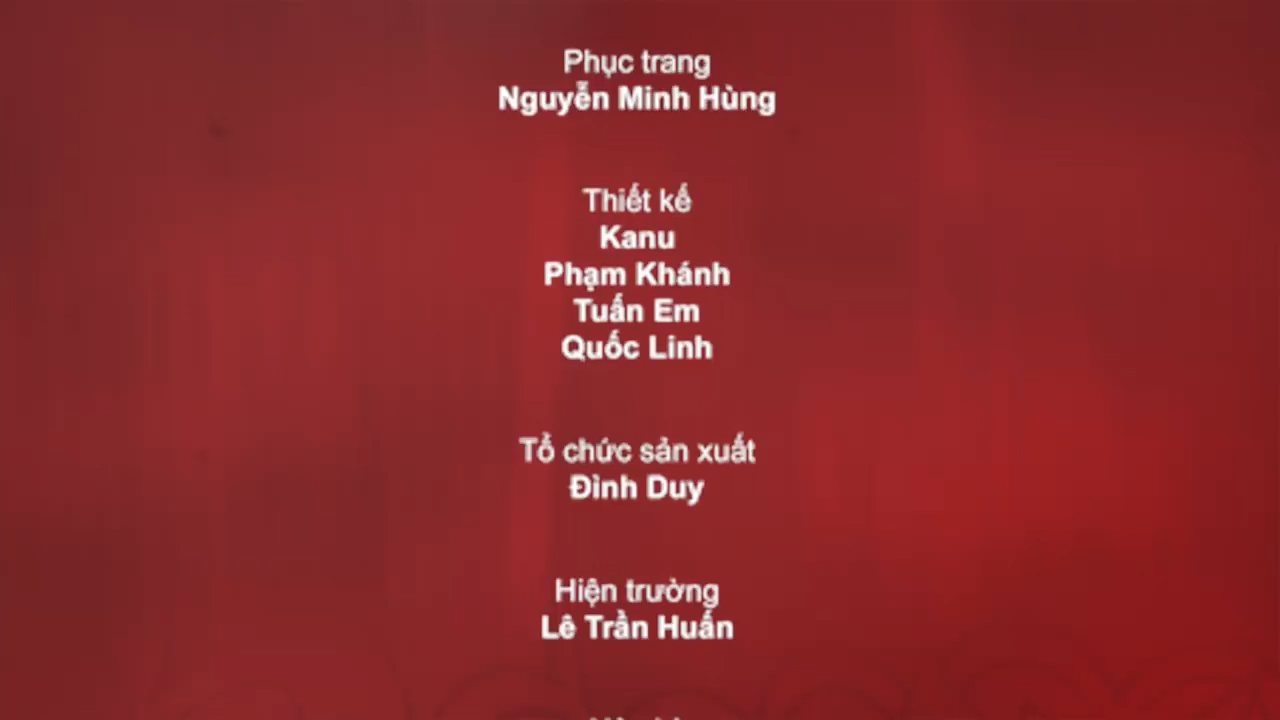 Phục trang
Nguyễn Minh Hùng
Thiết kế
Kanu
Phạm Khánh
Tuấn Em
Quốc Linh
Tổ chức sản xuất
Đình Duy
Hiện trường
Lê Trần Huấn